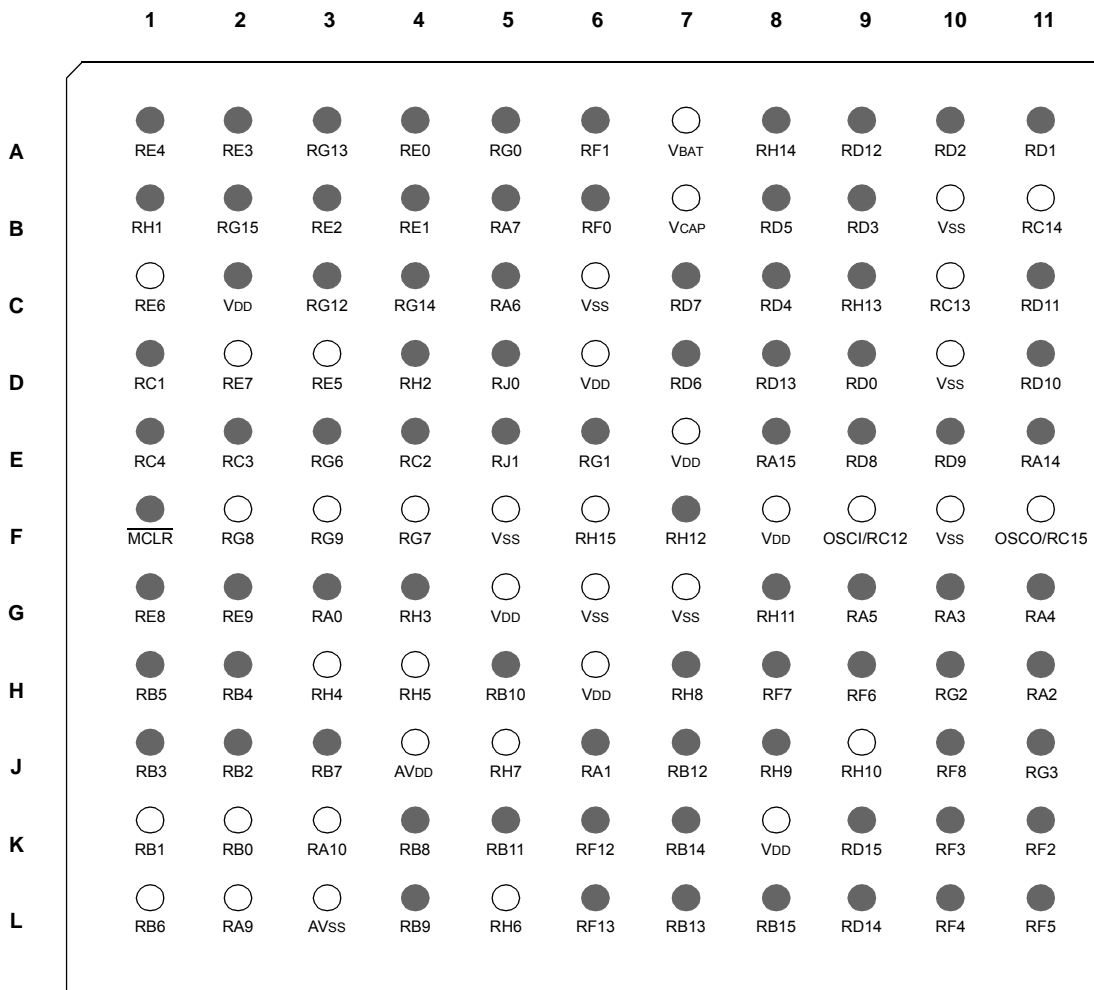 1 2 3 4 5 6 7 8 9 10 11
A RE4 RE3 RG13 RE0 RG0 RF1 VBAT RH14 RD12 RD2 RD1
B RH1 RG15 RE2 RE1 RA7 RF0 VCAP RD5 RD3 VSS RC14
C RE6 VDD RG12 RG14 RA6 VSS RD7 RD4 RH13 RC13 RD11
D RC1 RE7 RE5 RH2 RJ0 VDD RD6 RD13 RD0 VSS RD10
E RC4 RC3 RG6 RC2 RJ1 RG1 VDD RA15 RD8 RD9 RA14
F MCLR RG8 RG9 RG7 VSS RH15 RH12 VDD OSCI/RC12 VSS OSCO/RC15
G RE8 RE9 RA0 RH3 VDD VSS VSS RH11 RA5 RA3 RA4
H RB5 RB4 RH4 RH5 RB10 VDD RH8 RF7 RF6 RG2 RA2
J RB3 RB2 RB7 AVDD RH7 RA1 RB12 RH9 RH10 RF8 RG3
K RB1 RB0 RA10 RB8 RB11 RF12 RB14 VDD RD15 RF3 RF2
L RB6 RA9 AVSS RB9 RH6 RF13 RB13 RB15 RD14 RF4 RF5